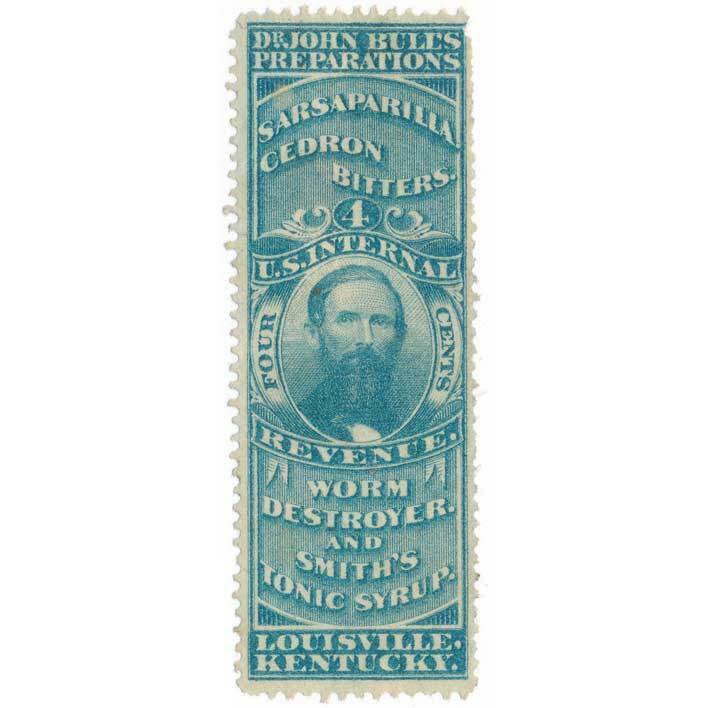 DR. JOHN BULL'S
PREPARATIONS
SARSAPARILLA
CEDRON
BITTERS.
4
U.S. INTERNAL
FOUR CENTS
REVENUE.
WORM
DESTROYER.
AND
SMITH'S
TONIC SYRUP.
LOUISVILLE,
KENTUCKY.